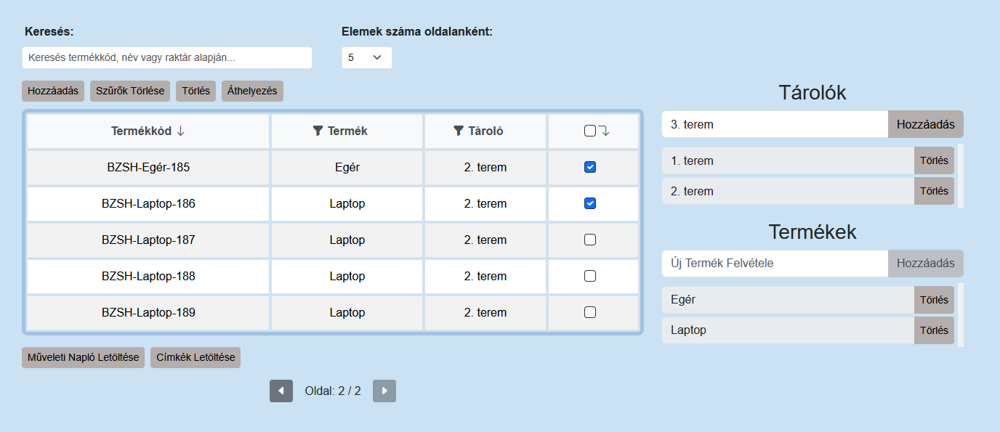 Keresés:
Elemek száma oldalanként:
Keresés termékkód, név vagy raktár alapján...
5
Hozzáadás Szűrők Törlése Törlés Áthelyezés
Termékkód Termék Tároló
BZSH-Egér-185 Egér 2. terem
BZSH-Laptop-186 Laptop 2. terem
BZSH-Laptop-187 Laptop 2. terem
BZSH-Laptop-188 Laptop 2. terem
BZSH-Laptop-189 Laptop 2. terem
Műveleti Napló Letöltése Címkék Letöltése
Oldal: 2 / 2
Tárolók
3. terem Hozzáadás
1. terem Törlés
2. terem Törlés
Termékek
Új Termék Felvétele Hozzáadás
Egér Törlés
Laptop Törlés